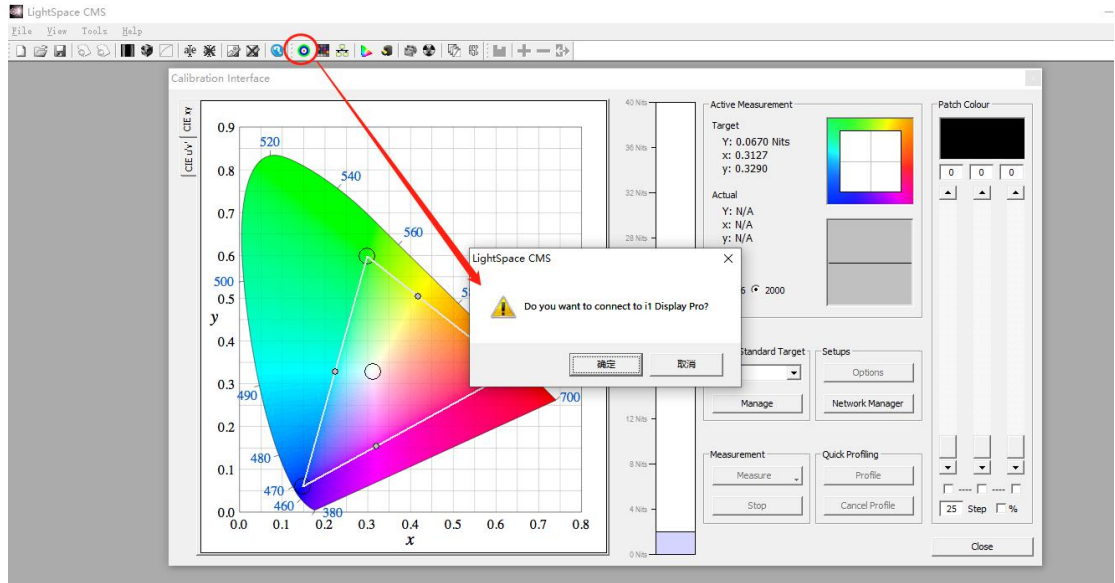 LightSpace CMS
File View Tools Help
Calibration Interface
CIE xy
CIE u'v'
0.9
0.8
0.7
0.6
0.5
0.4
0.3
0.2
0.1
0.0
y
0.0 0.1 0.2 0.3 0.4 0.5 0.6 0.7 0.8
x
520
540
560
500
490
480
470
460
380
700
40 Nits
36 Nits
32 Nits
28 Nits
12 Nits
8 Nits
4 Nits
0 Nits
LightSpace CMS
Do you want to connect to i1 Display Pro?
确定
取消
Active Measurement
Target
Y: 0.0670 Nits
x: 0.3127
y: 0.3290
Actual
Y: N/A
x: N/A
y: N/A
2000
Standard Target
Manage
Setups
Options
Network Manager
Measurement
Measure
Stop
Quick Profiling
Profile
Cancel Profile
Patch Colour
0 0 0
---- ----
25 Step %
Close